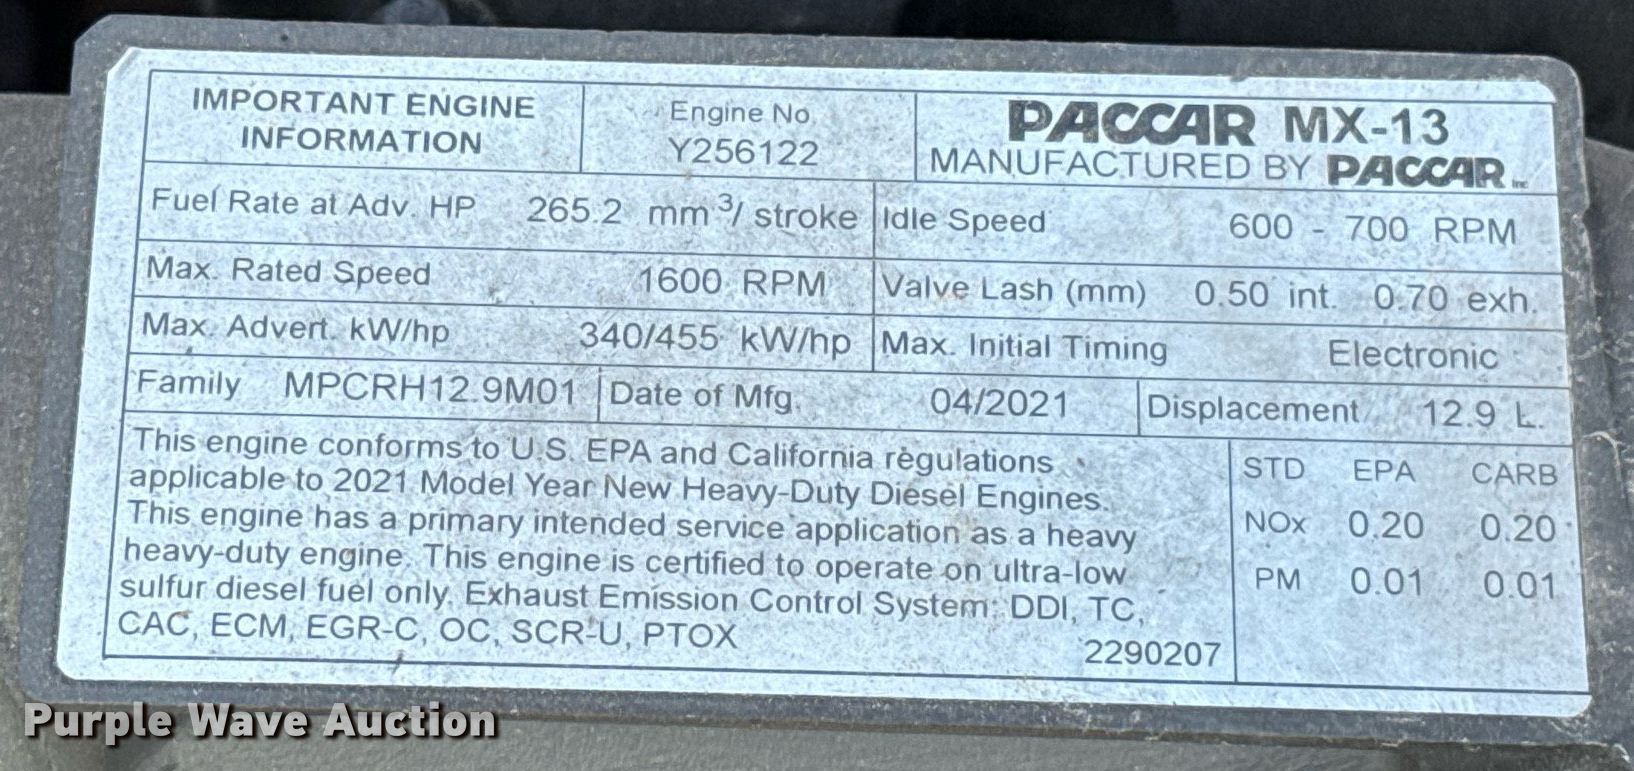 IMPORTANT ENGINE
INFORMATION
Engine No.
Y256122
PACCAR MX-13
MANUFACTURED BY PACCAR Inc
Fuel Rate at Adv. HP 265.2 mm³/ stroke
Idle Speed 600 - 700 RPM
Max. Rated Speed 1600 RPM
Valve Lash (mm) 0.50 int. 0.70 exh.
Max. Advert. kW/hp 340/455 kW/hp
Max. Initial Timing Electronic
Family MPCRH12.9M01
Date of Mfg. 04/2021
Displacement 12.9 L.
This engine conforms to U.S. EPA and California regulations
applicable to 2021 Model Year New Heavy-Duty Diesel Engines.
This engine has a primary intended service application as a heavy
heavy-duty engine. This engine is certified to operate on ultra-low
sulfur diesel fuel only. Exhaust Emission Control System: DDI, TC,
CAC, ECM, EGR-C, OC, SCR-U, PTOX
2290207
STD EPA CARB
NOx 0.20 0.20
PM 0.01 0.01
Purple Wave Auction